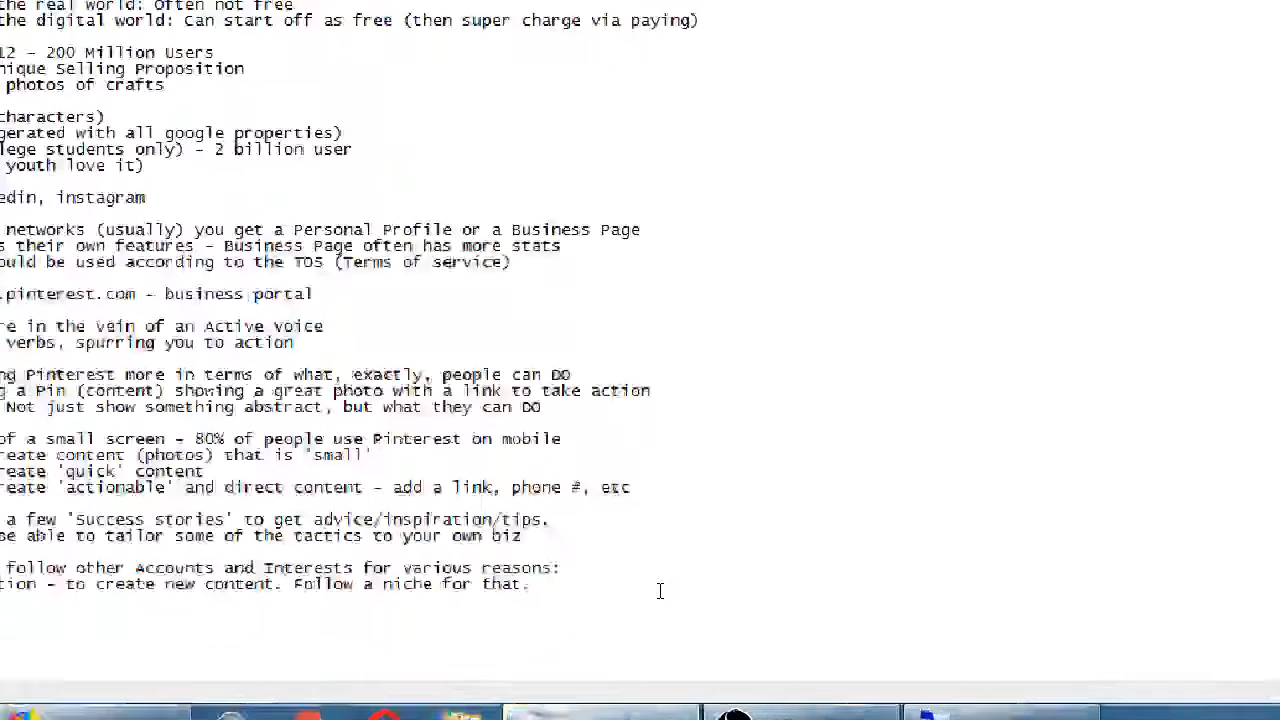 the real world: Often not free
the digital world: Can start off as free (then super charge via paying)
12 - 200 Million Users
nique Selling Proposition
photos of crafts
characters)
gerated with all google properties)
lege students only) - 2 billion user
youth love it)
edin, instagram
networks (usually) you get a Personal Profile or a Business Page
s their own features - Business Page often has more stats
ould be used according to the TOS (Terms of service)
.pinterest.com - business portal
re in the vein of an Active voice
verbs, spurring you to action
ng Pinterest more in terms of what, exactly, people can DO
g a Pin (content) showing a great photo with a link to take action
Not just show something abstract, but what they can DO
of a small screen - 80% of people use Pinterest on mobile
reate content (photos) that is 'small'
reate 'quick' content
reate 'actionable' and direct content - add a link, phone #, etc
a few 'Success stories' to get advice/inspiration/tips.
be able to tailor some of the tactics to your own biz
follow other Accounts and Interests for various reasons:
tion - to create new content. Follow a niche for that.